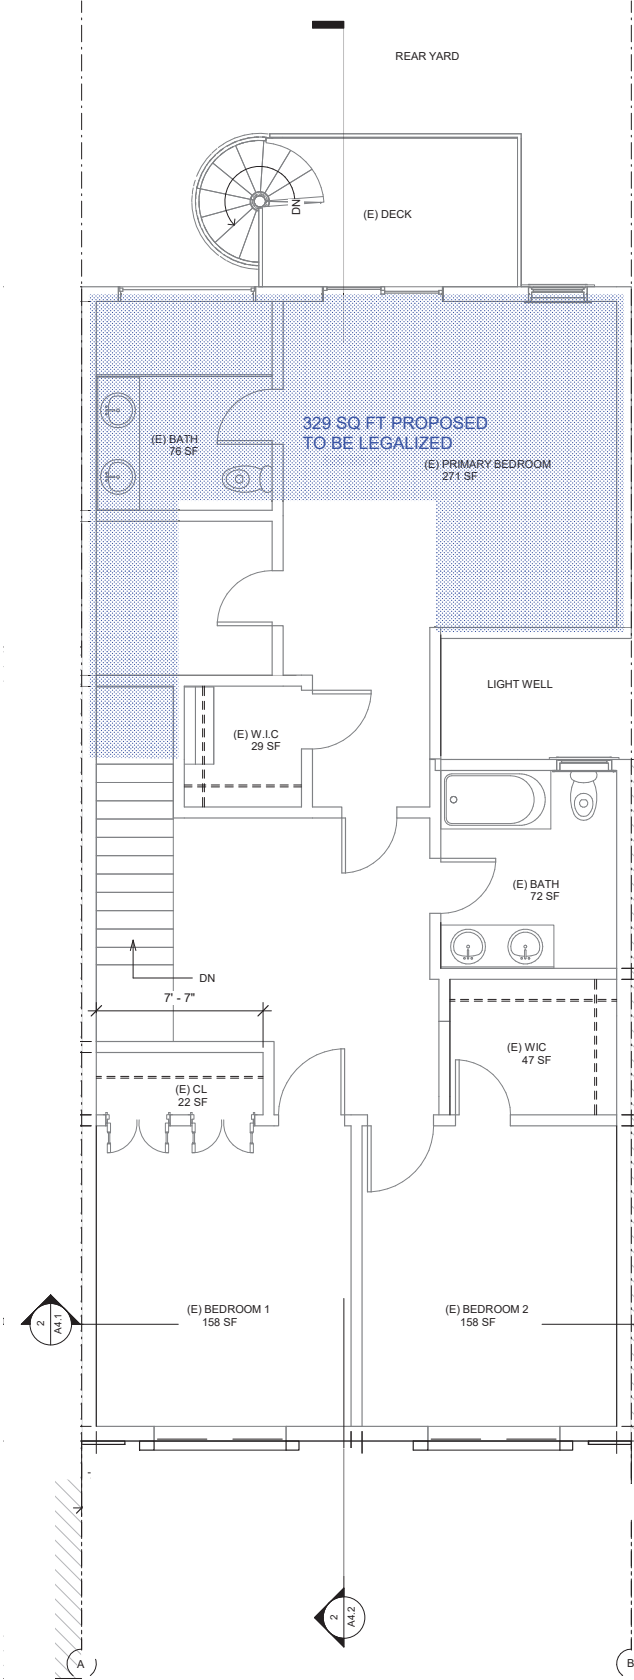 REAR YARD
DN
(E) DECK
329 SQ FT PROPOSED
TO BE LEGALIZED
(E) BATH
76 SF
(E) PRIMARY BEDROOM
271 SF
LIGHT WELL
(E) W.I.C
29 SF
(E) BATH
72 SF
DN
7' - 7"
(E) WIC
47 SF
(E) CL
22 SF
(E) BEDROOM 1
158 SF
(E) BEDROOM 2
158 SF
2
A4.1
2
A4.2
A
B